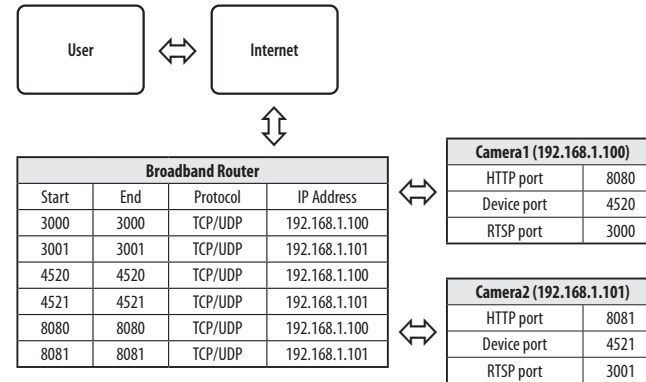 User
Internet
Broadband Router
Start End Protocol IP Address
3000 3000 TCP/UDP 192.168.1.100
3001 3001 TCP/UDP 192.168.1.101
4520 4520 TCP/UDP 192.168.1.100
4521 4521 TCP/UDP 192.168.1.101
8080 8080 TCP/UDP 192.168.1.100
8081 8081 TCP/UDP 192.168.1.101
Camera1 (192.168.1.100)
HTTP port 8080
Device port 4520
RTSP port 3000
Camera2 (192.168.1.101)
HTTP port 8081
Device port 4521
RTSP port 3001